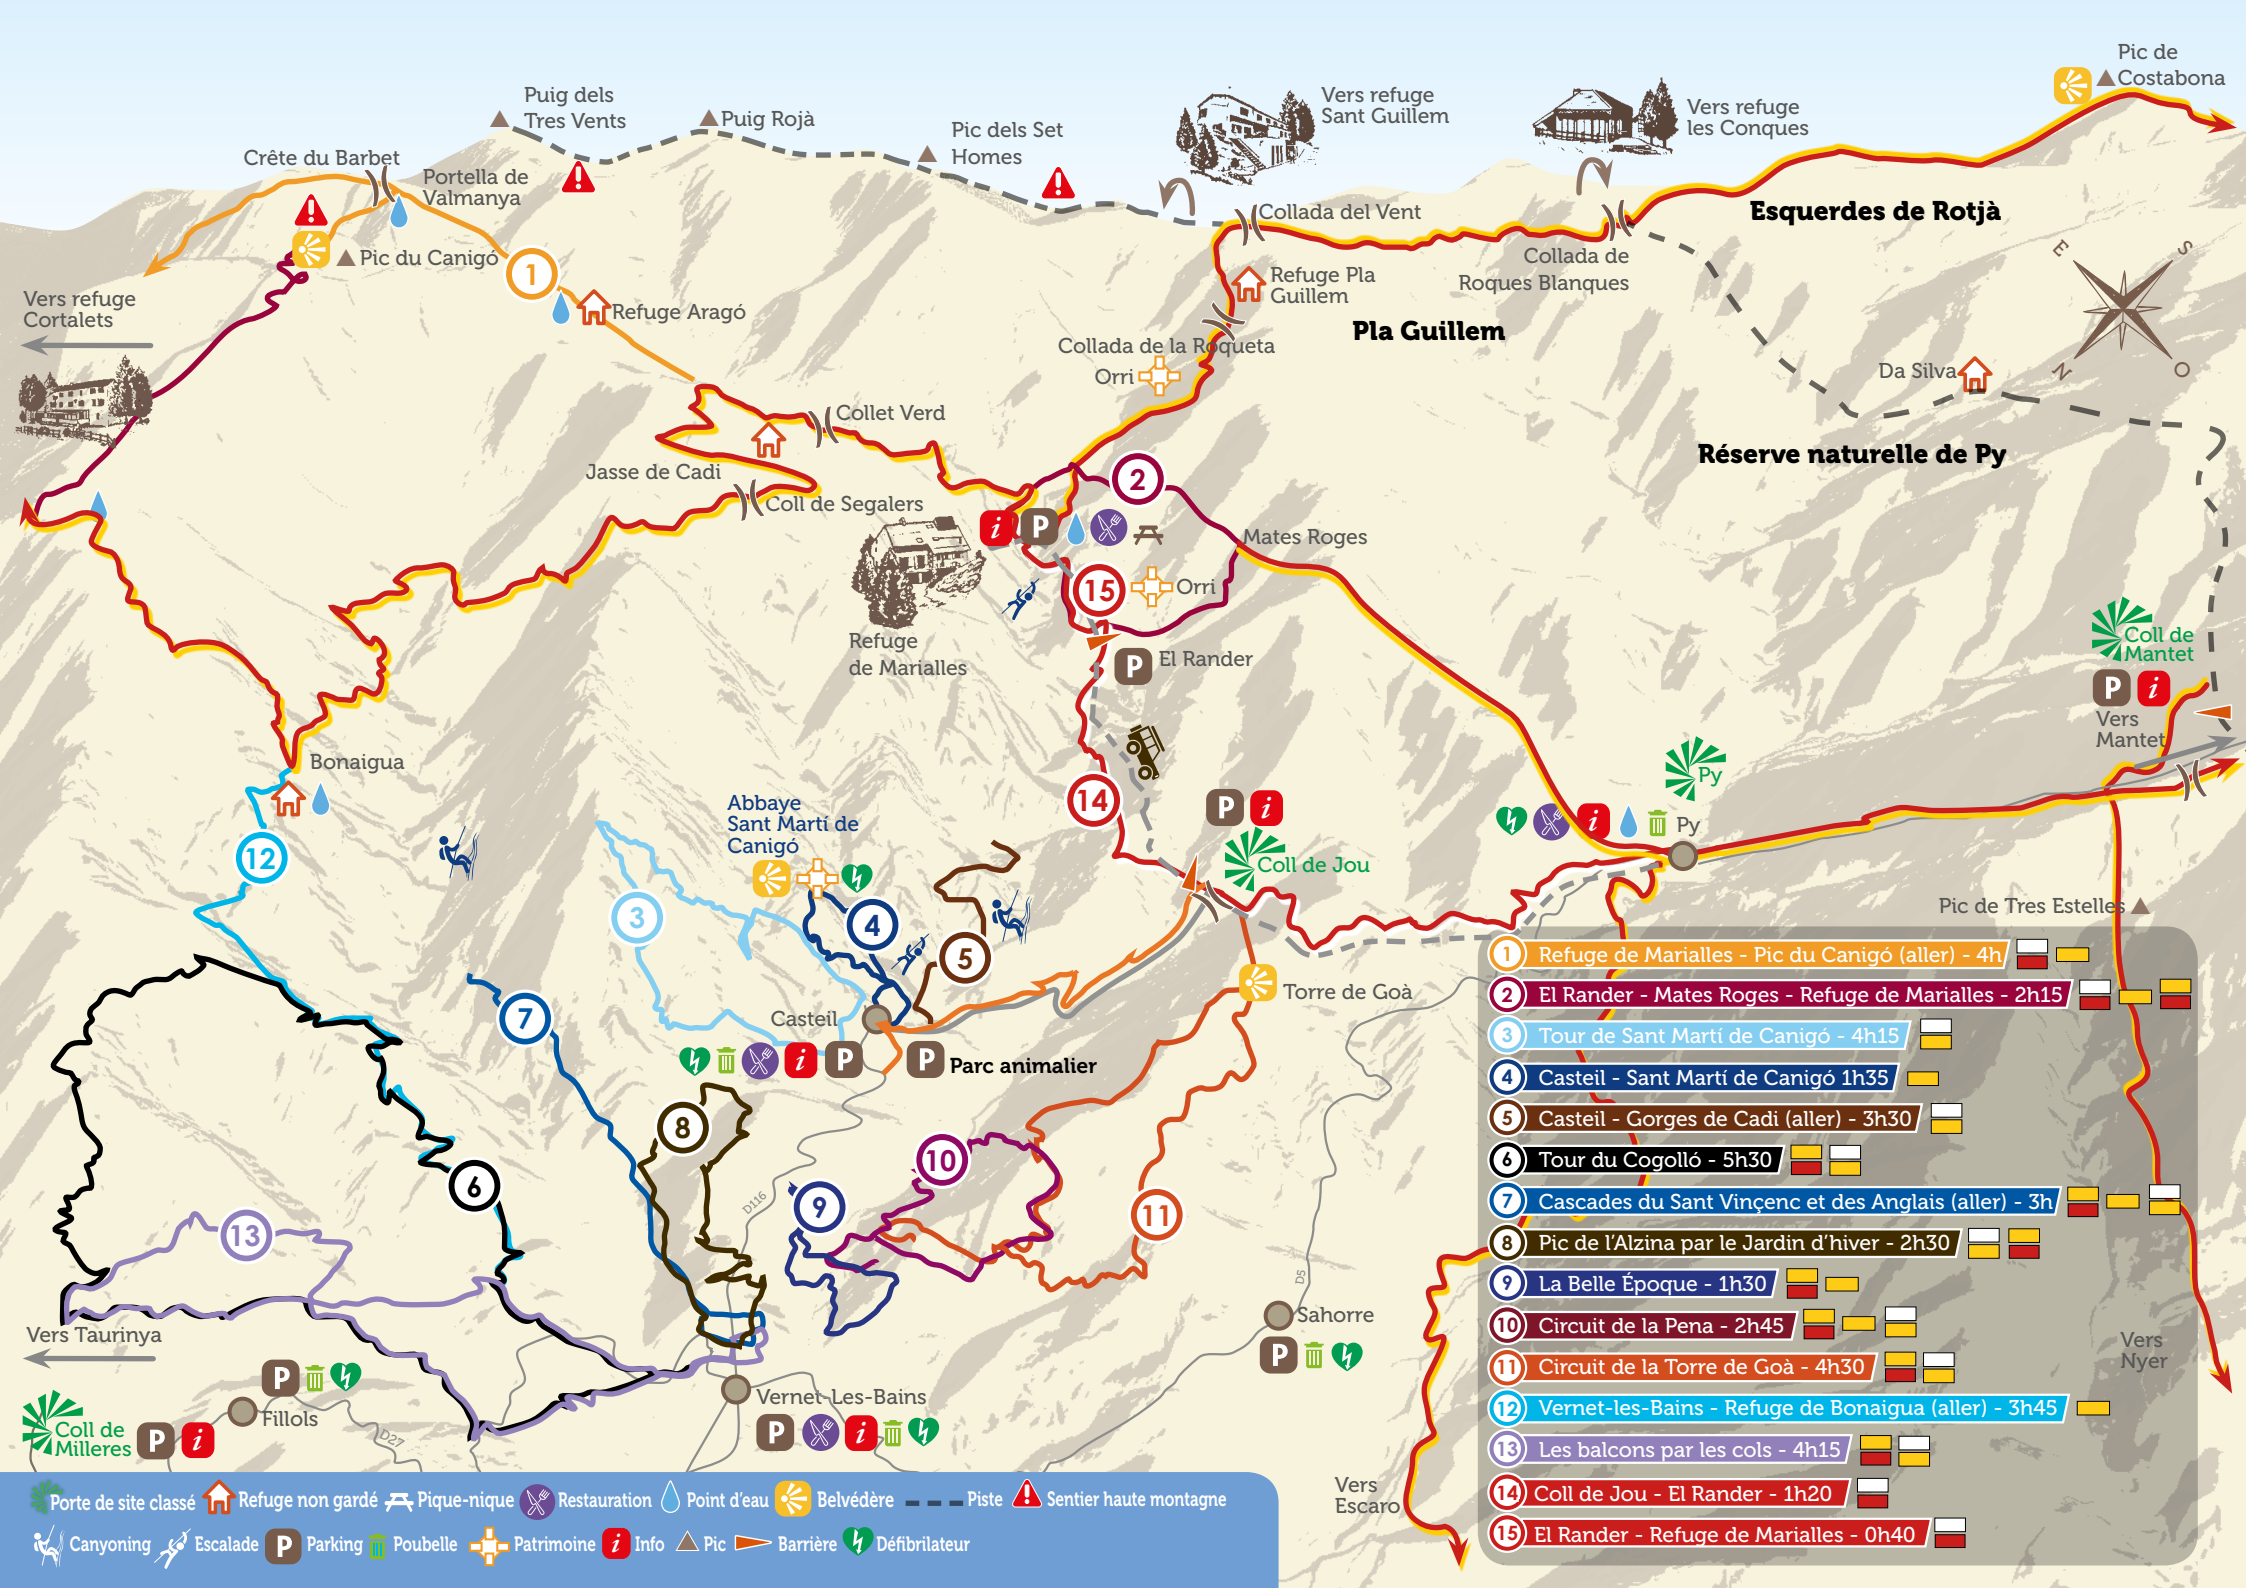 Pic de
Costabona
Puig dels
Tres Vents
Puig Rojà
Pic dels Set
Homes
Vers refuge
Sant Guillem
Vers refuge
les Conques
Crête du Barbet
Portella de
Valmanya
Pic du Canigó
Collada del Vent
Esquerdes de Rotjà
Collada de
Roques Blanques
E
S
N
O
Vers refuge
Cortalets
1
Refuge Aragó
Refuge Pla
Guillem
Pla Guillem
Collada de la Roqueta
Orri
Da Silva
Collet Verd
Jasse de Cadi
Coll de Segalers
Réserve naturelle de Py
2
i
P
Mates Roges
15
Orri
Refuge
de Marialles
El Rander
P
Coll de
Mantet
P
i
Vers
Mantet
Bonaigua
12
14
P
i
Coll de Jou
Py
i
Py
Abbaye
Sant Martí de
Canigó
3
4
5
Pic de Tres Estelles
Torre de Goà
7
Casteil
i
P
P
Parc animalier
8
10
6
9
11
13
D116
D5
Sahorre
P
Vers Taurinya
P
Fillols
D27
Vernet-Les-Bains
P
i
Coll de
Milleres
P
i
Vers
Nyer
Vers
Escaro
1 Refuge de Marialles - Pic du Canigó (aller) - 4h
2 El Rander - Mates Roges - Refuge de Marialles - 2h15
3 Tour de Sant Martí de Canigó - 4h15
4 Casteil - Sant Martí de Canigó 1h35
5 Casteil - Gorges de Cadi (aller) - 3h30
6 Tour du Cogolló - 5h30
7 Cascades du Sant Vinçenc et des Anglais (aller) - 3h
8 Pic de l'Alzina par le Jardin d'hiver - 2h30
9 La Belle Époque - 1h30
10 Circuit de la Pena - 2h45
11 Circuit de la Torre de Goà - 4h30
12 Vernet-les-Bains - Refuge de Bonaigua (aller) - 3h45
13 Les balcons par les cols - 4h15
14 Coll de Jou - El Rander - 1h20
15 El Rander - Refuge de Marialles - 0h40
Porte de site classé Refuge non gardé Pique-nique Restauration Point d'eau Belvédère Piste Sentier haute montagne
Canyoning Escalade P Parking Poubelle Patrimoine i Info Pic Barrière Défibrilateur